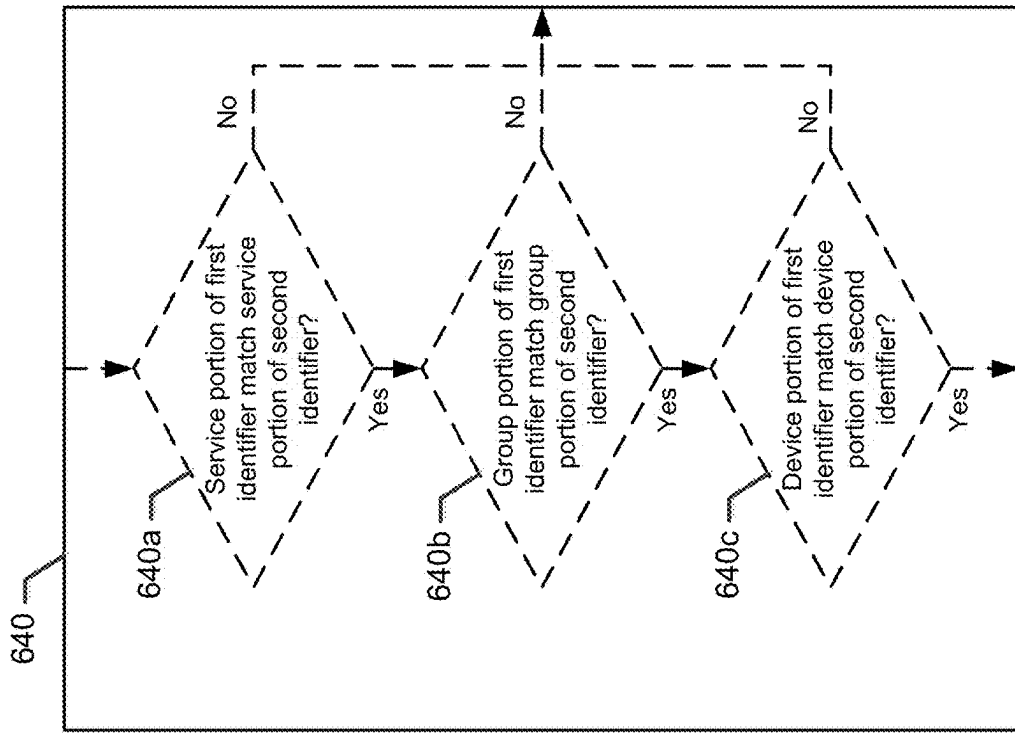 640
640a
Service portion of first
identifier match service
portion of second
identifier?
No
Yes
640b
Group portion of first
identifier match group
portion of second
identifier?
No
Yes
640c
Device portion of first
identifier match device
portion of second
identifier?
No
Yes